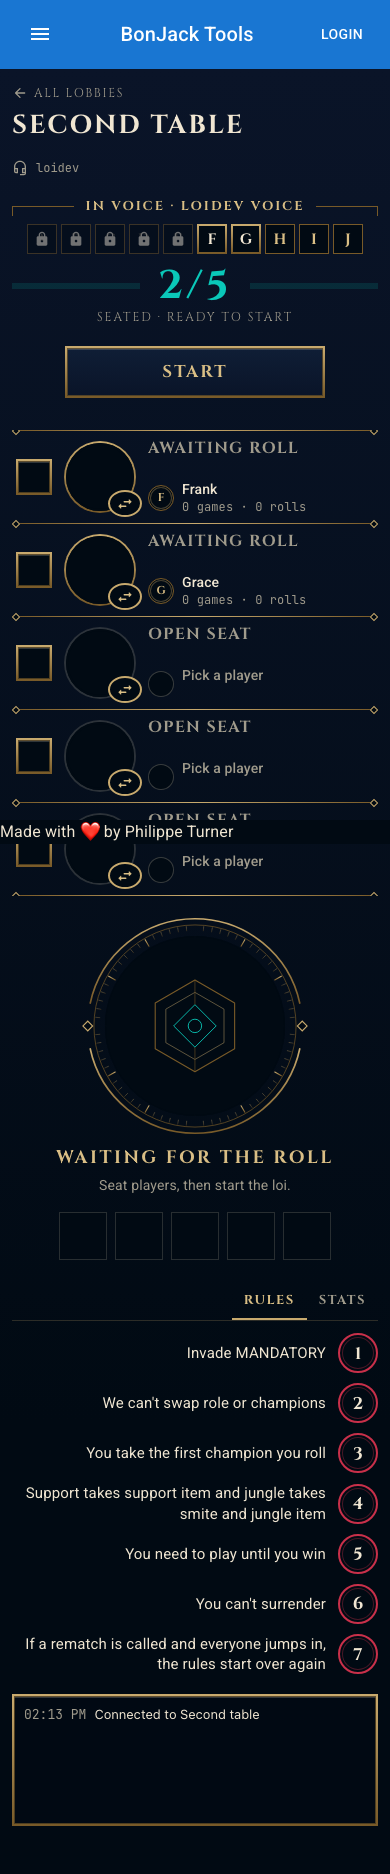 BonJack Tools
LOGIN
ALL LOBBIES
SECOND TABLE
loidev
IN VOICE · LOIDEV VOICE
F G H I J
2/5
SEATED · READY TO START
START
AWAITING ROLL
F
Frank
0 games · 0 rolls
AWAITING ROLL
G
Grace
0 games · 0 rolls
OPEN SEAT
Pick a player
OPEN SEAT
Pick a player
OPEN SEAT
Made with ❤️ by Philippe Turner
Pick a player
WAITING FOR THE ROLL
Seat players, then start the loi.
RULES
STATS
Invade MANDATORY 1
We can't swap role or champions 2
You take the first champion you roll 3
Support takes support item and jungle takes
smite and jungle item 4
You need to play until you win 5
You can't surrender 6
If a rematch is called and everyone jumps in,
the rules start over again 7
02:13 PM Connected to Second table